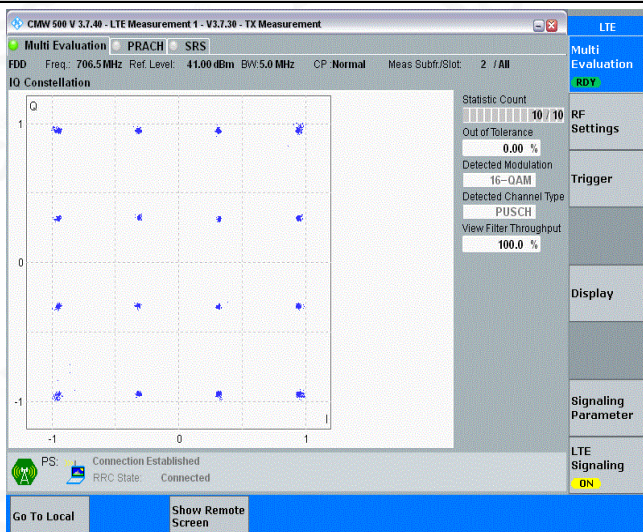 CMW 500 V 3.7.40 - LTE Measurement 1 - V3.7.30 - TX Measurement
LTE
Multi Evaluation PRACH SRS
Multi
Evaluation
RDY
FDD Freq.: 706.5 MHz Ref. Level: 41.00 dBm BW:5.0 MHz CP :Normal Meas Subfr./Slot: 2 / All
IQ Constellation
Q
1
0
-1
-1 0 1
I
Statistic Count
10 / 10
Out of Tolerance
0.00 %
Detected Modulation
16-QAM
Detected Channel Type
PUSCH
View Filter Throughput
100.0 %
RF
Settings
Trigger
Display
Signaling
Parameter
LTE
Signaling
ON
PS: Connection Established
RRC State: Connected
Go To Local
Show Remote
Screen